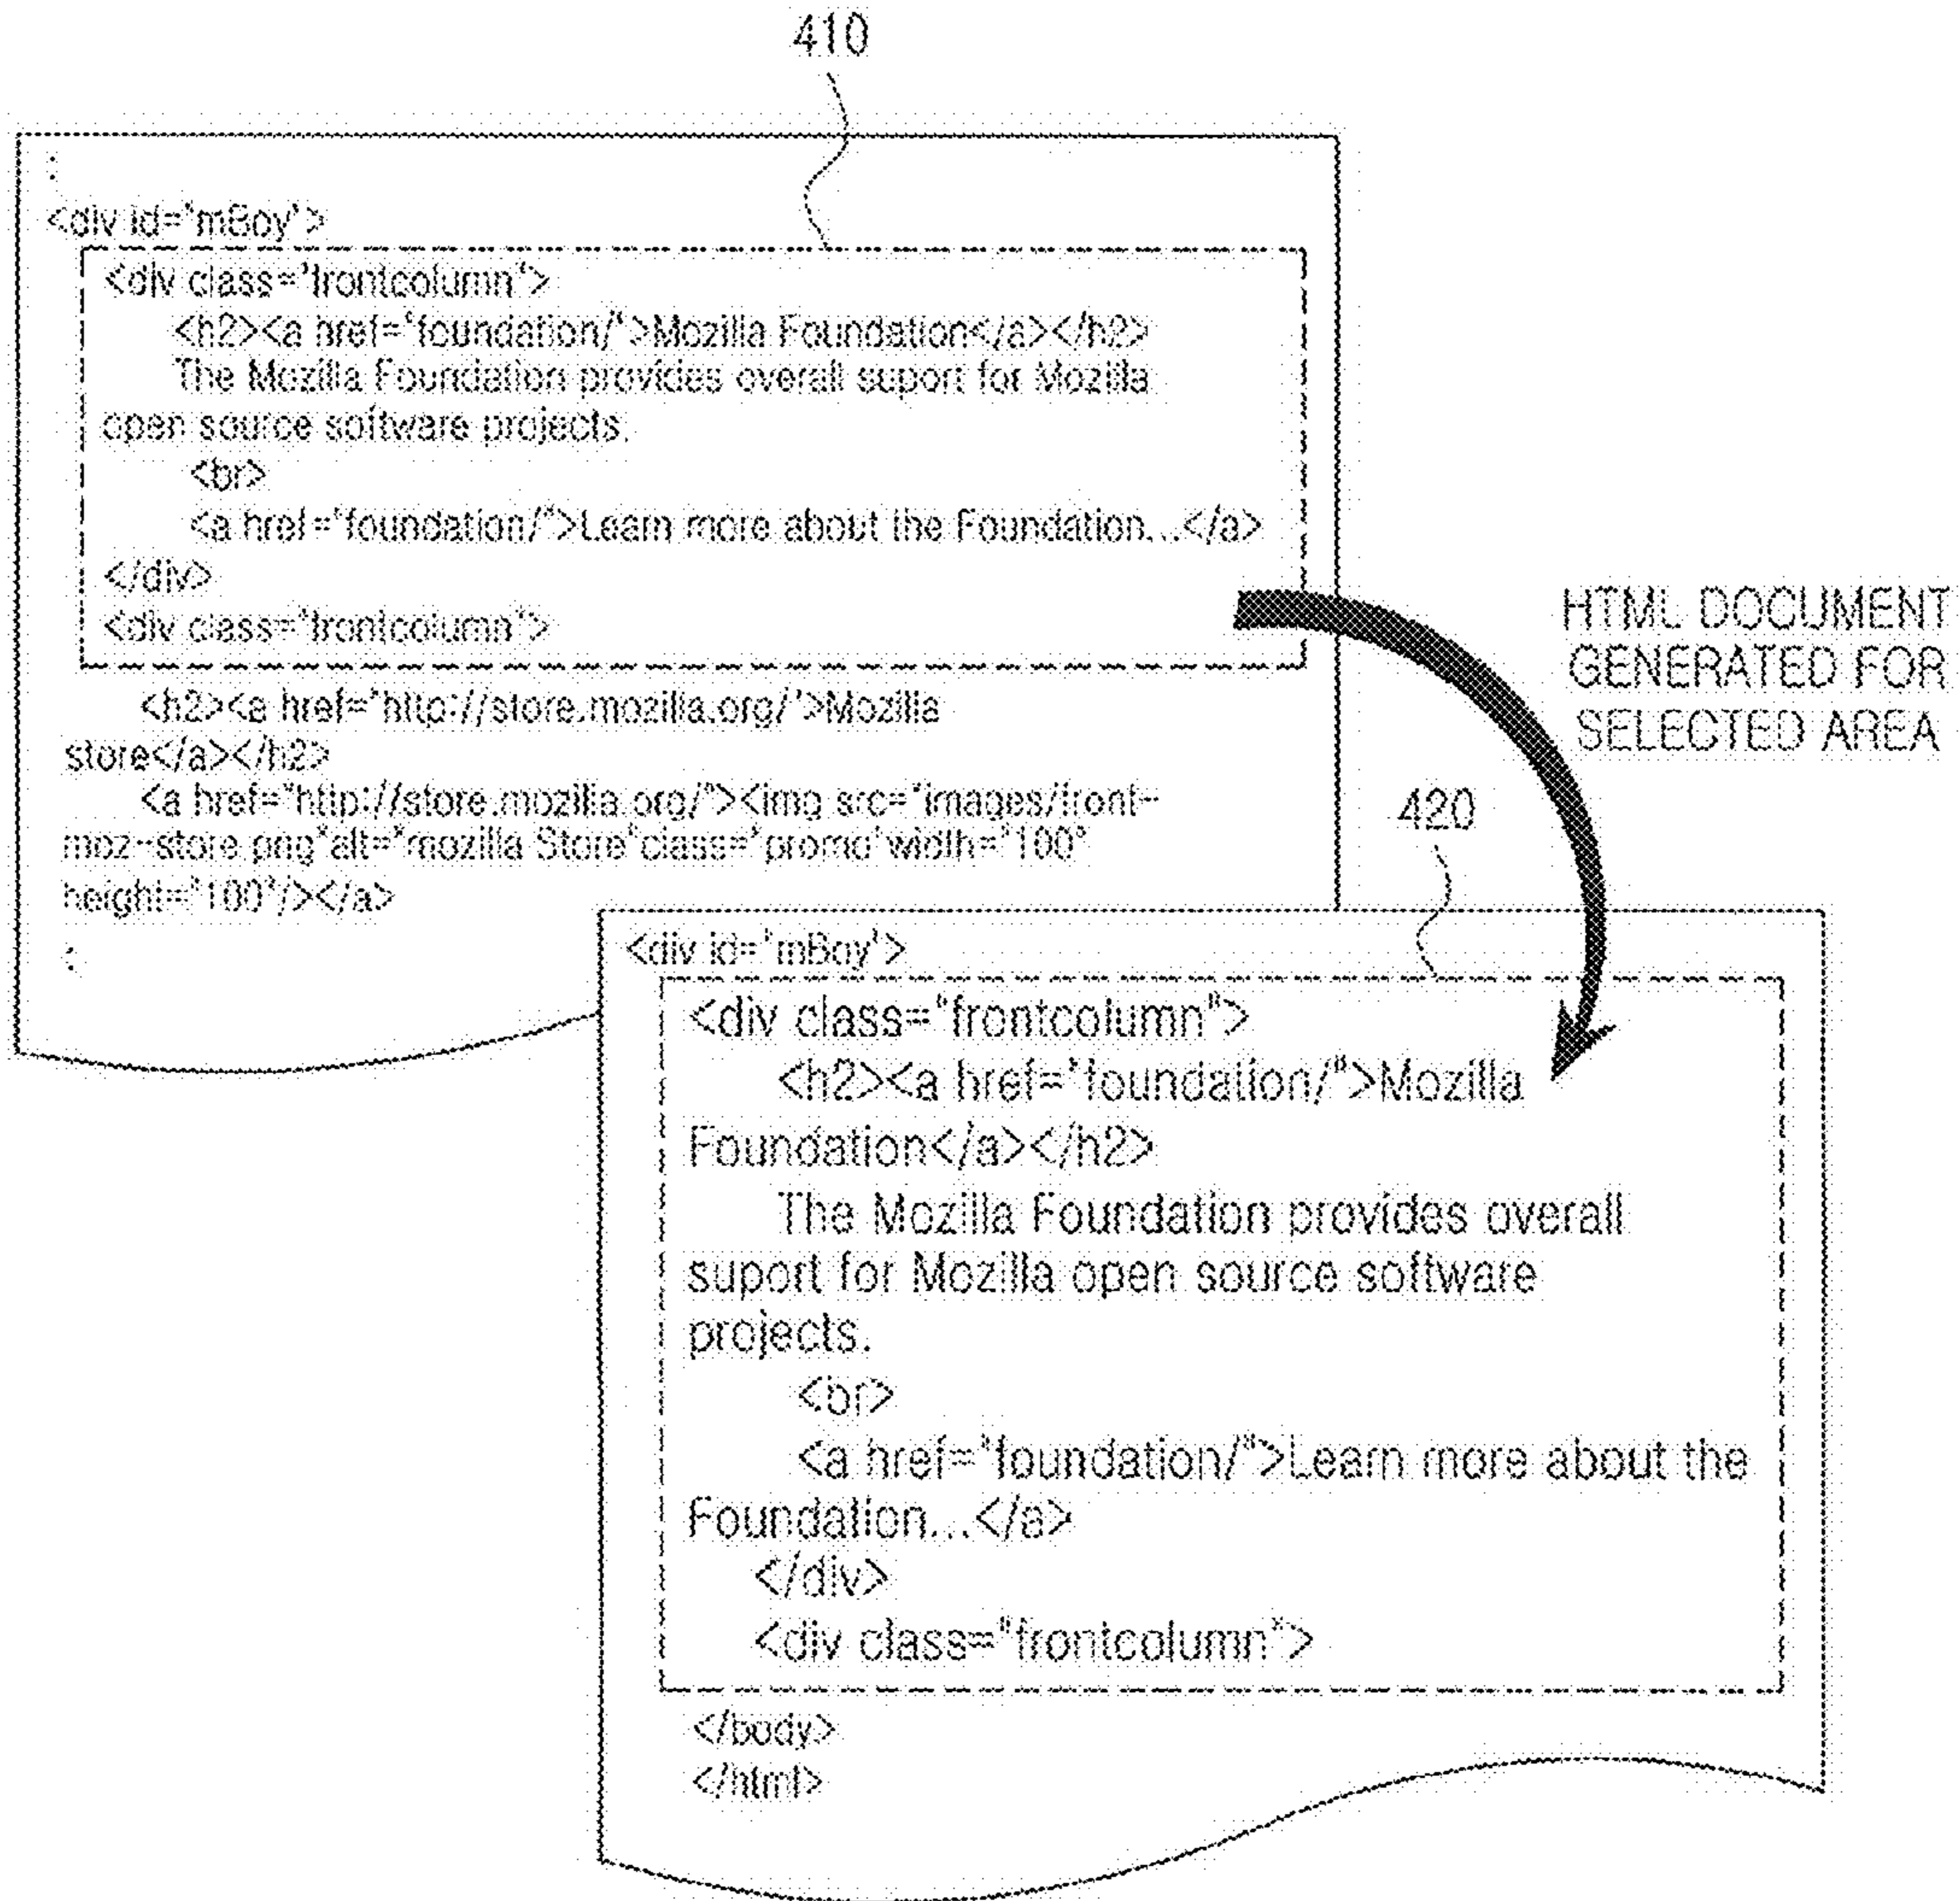 410
:
<div id="mBoy">
<div class="frontcolumn">
<h2><a href="foundation/">Mozilla Foundation</a></h2>
The Mozilla Foundation provides overall suport for Mozilla
open source software projects.
<br>
<a href="foundation/">Learn more about the Foundation...</a>
</div>
<div class="frontcolumn">
<h2><a href="http://store.mozilla.org/">Mozilla
store</a></h2>
<a href="http://store.mozilla.org/"><img src="images/front-
moz-store.png"alt="mozilla Store"class="promo"width="100"
height="100"/></a>
:
HTML DOCUMENT
GENERATED FOR
SELECTED AREA
420
<div id="mBoy">
<div class="frontcolumn">
<h2><a href="foundation/">Mozilla
Foundation</a></h2>
The Mozilla Foundation provides overall
suport for Mozilla open source software
projects.
<br>
<a href="foundation/">Learn more about the
Foundation...</a>
</div>
<div class="frontcolumn">
</body>
</html>